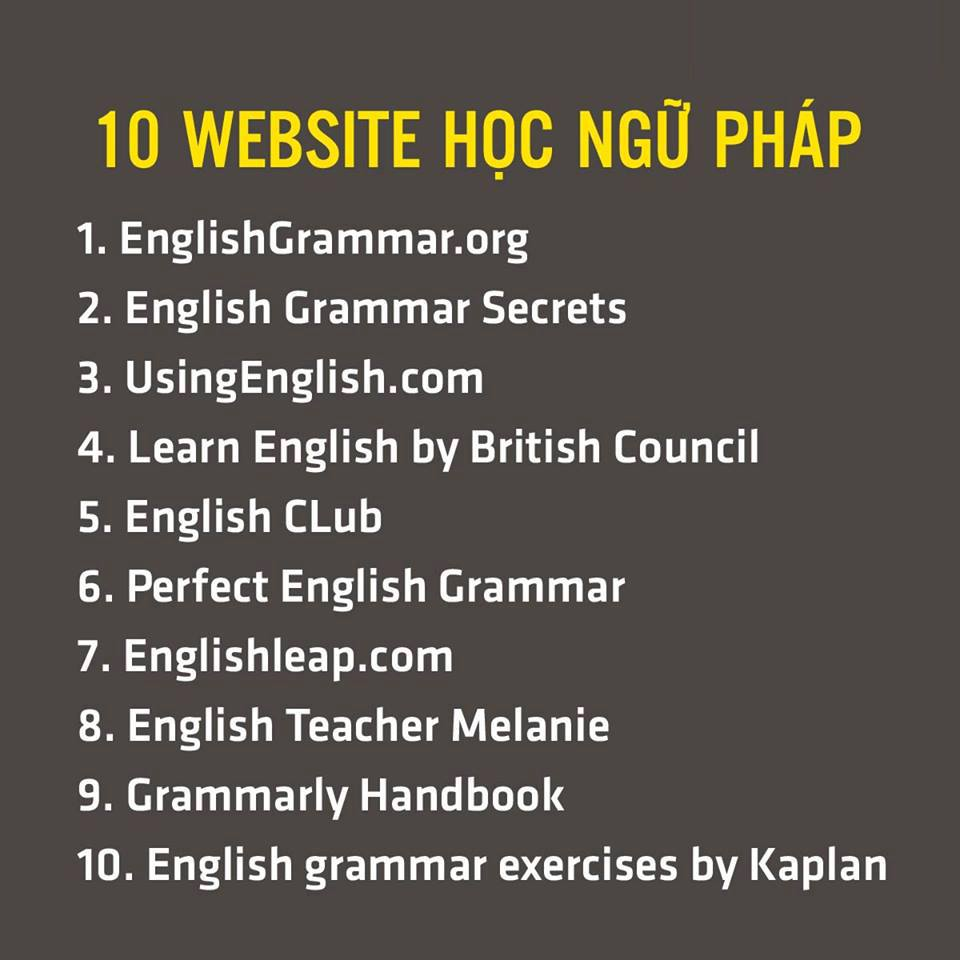 10 WEBSITE HỌC NGỮ PHÁP
1. EnglishGrammar.org
2. English Grammar Secrets
3. UsingEnglish.com
4. Learn English by British Council
5. English CLub
6. Perfect English Grammar
7. Englishleap.com
8. English Teacher Melanie
9. Grammarly Handbook
10. English grammar exercises by Kaplan